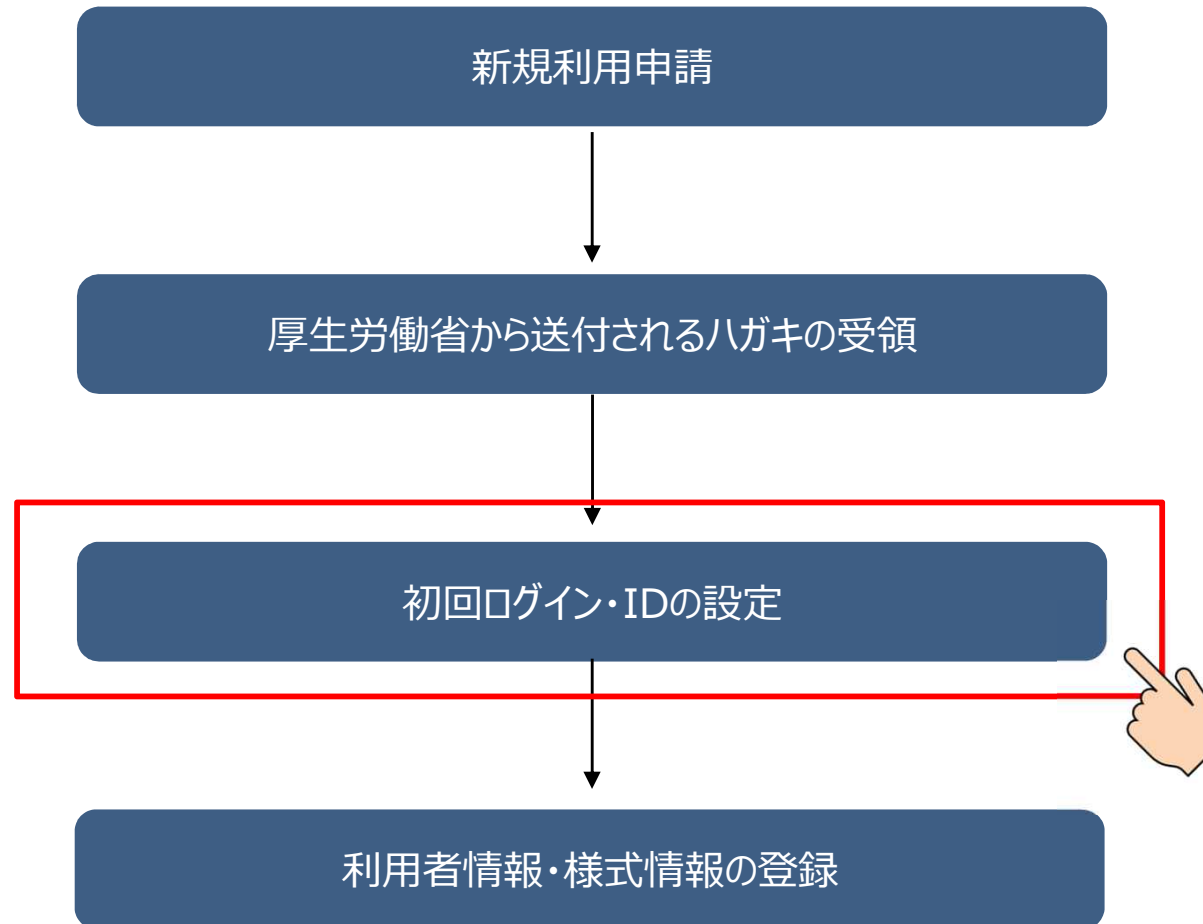 新規利用申請
厚生労働省から送付されるハガキの受領
初回ログイン・IDの設定
利用者情報・様式情報の登録